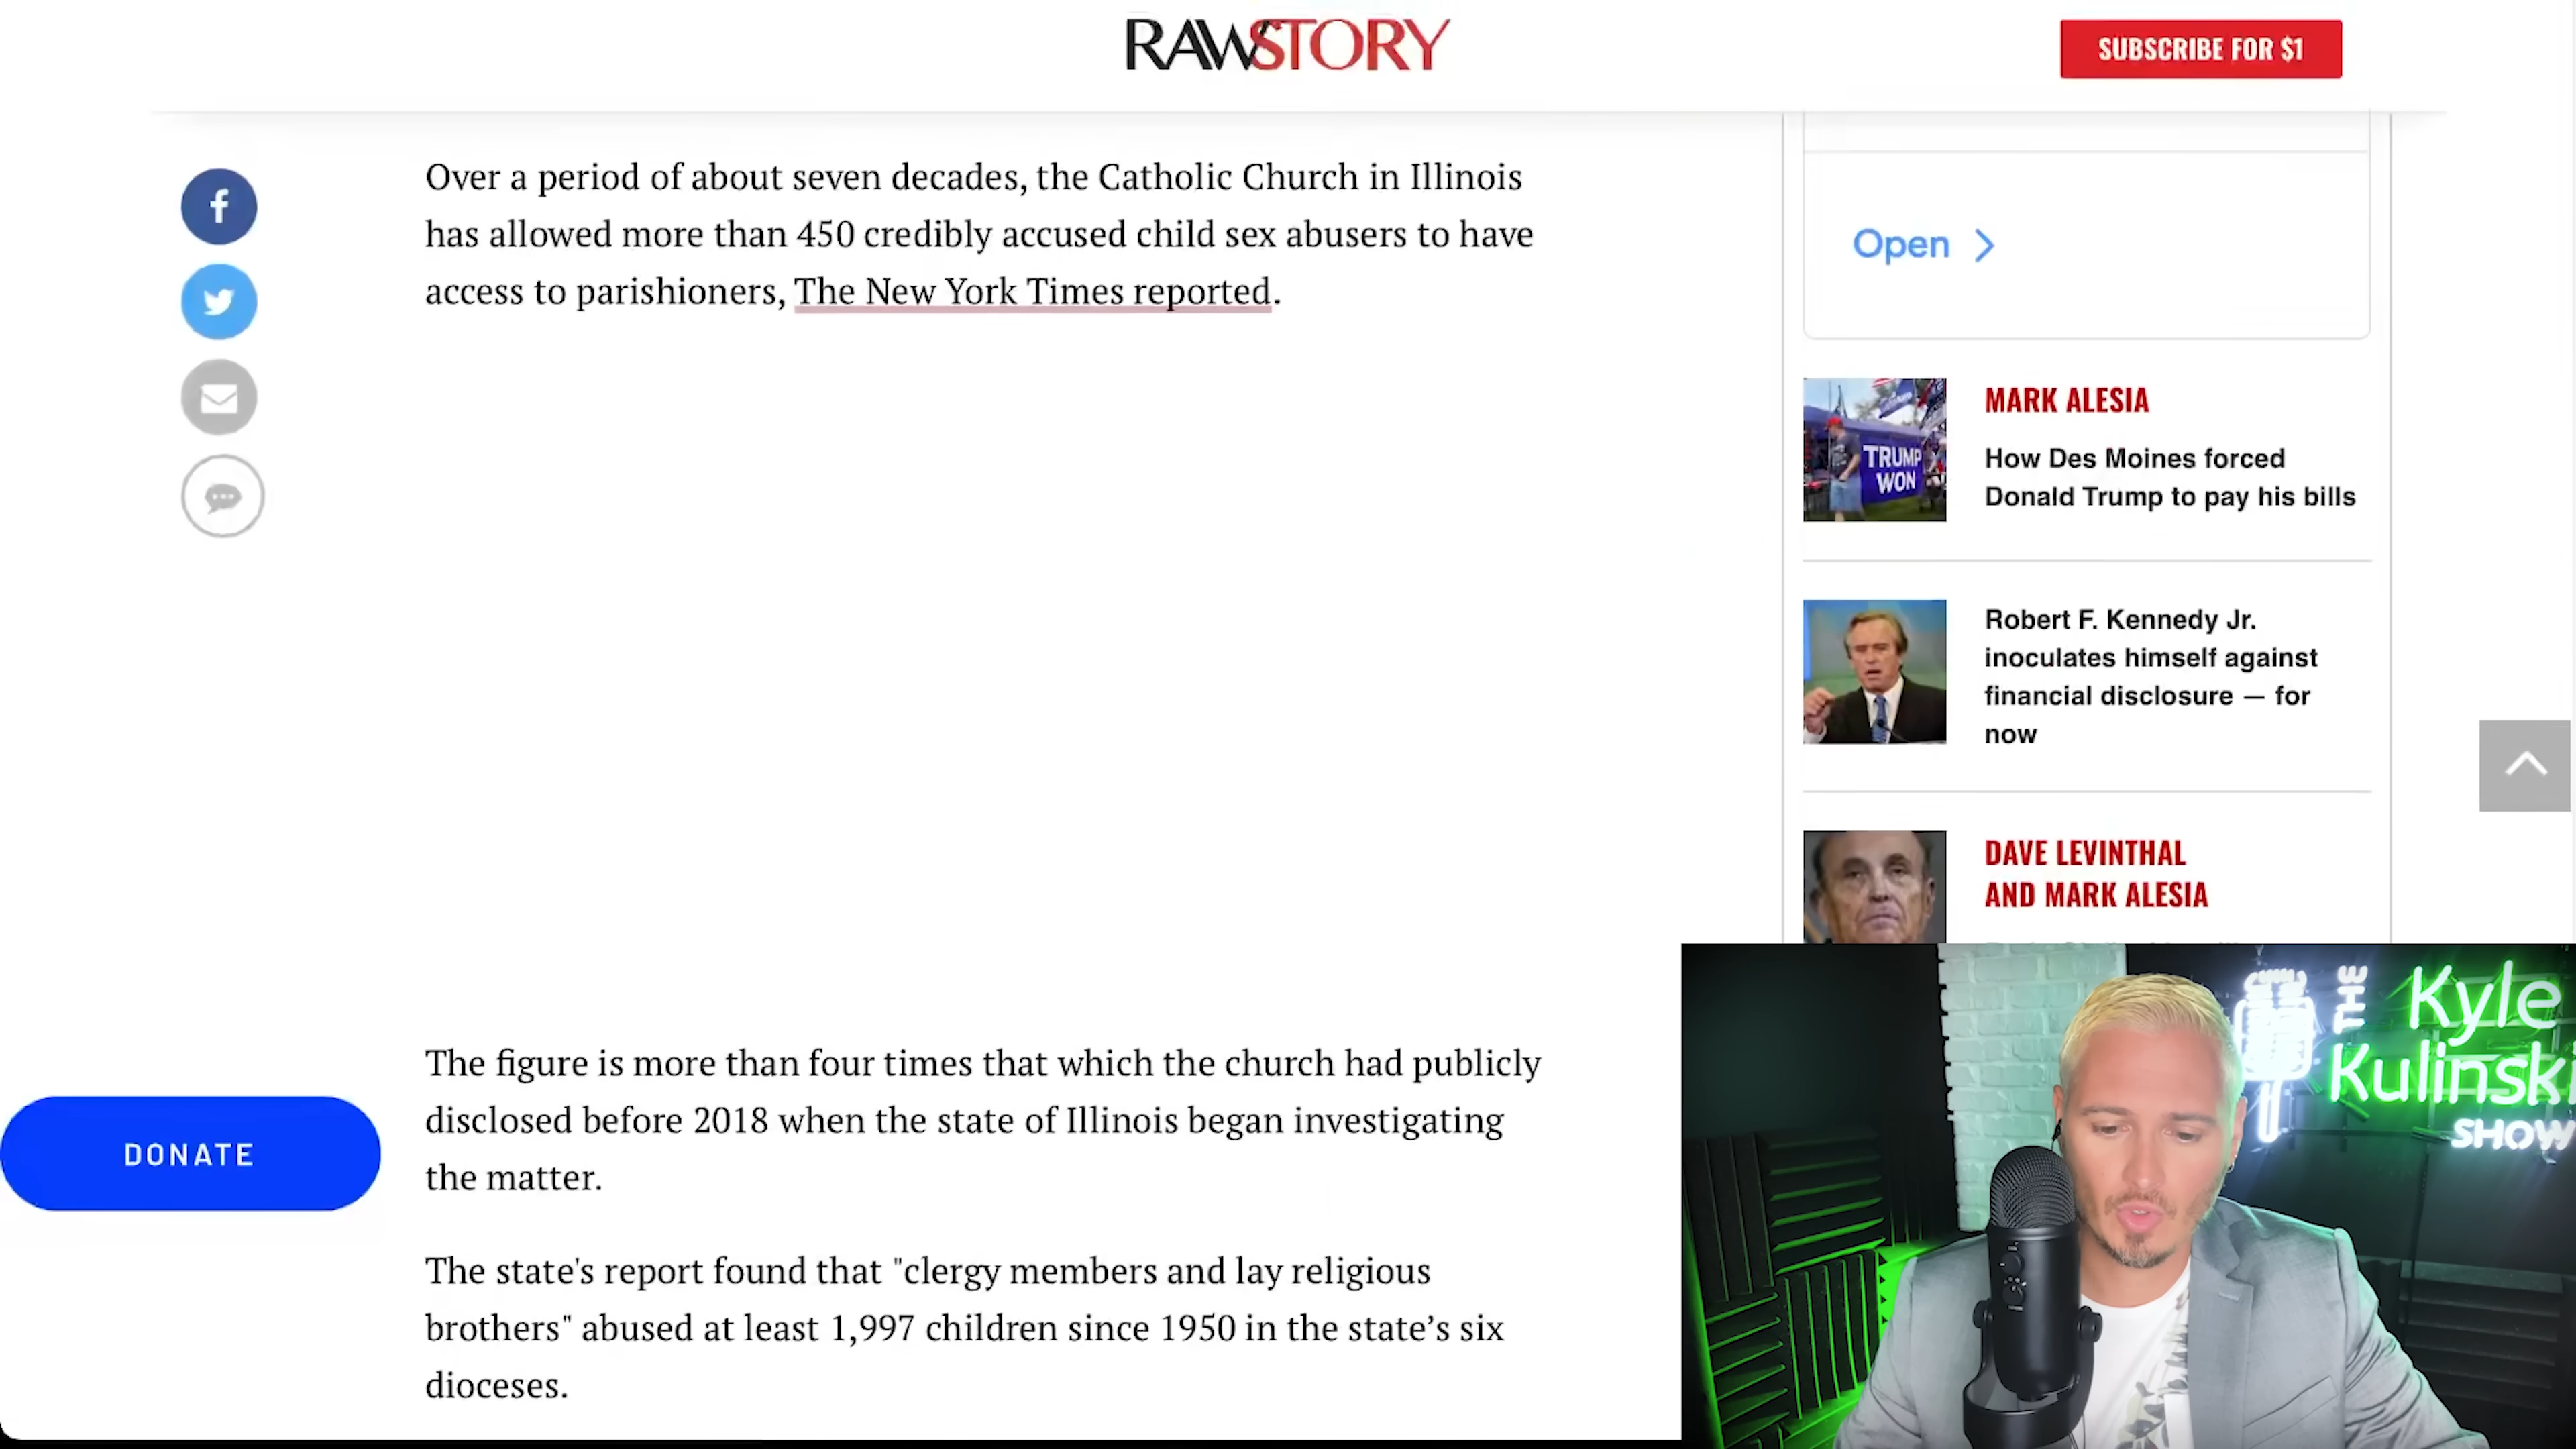 RAWSTORY
SUBSCRIBE FOR $1
Over a period of about seven decades, the Catholic Church in Illinois
has allowed more than 450 credibly accused child sex abusers to have
access to parishioners, The New York Times reported.
Open
MARK ALESIA
How Des Moines forced
Donald Trump to pay his bills
TRUMP
WON
Robert F. Kennedy Jr.
inoculates himself against
financial disclosure — for
now
DAVE LEVINTHAL
AND MARK ALESIA
The figure is more than four times that which the church had publicly
disclosed before 2018 when the state of Illinois began investigating
the matter.
DONATE
The state's report found that "clergy members and lay religious
brothers" abused at least 1,997 children since 1950 in the state’s six
dioceses.
THE
Kyle
Kulinski
SHOW